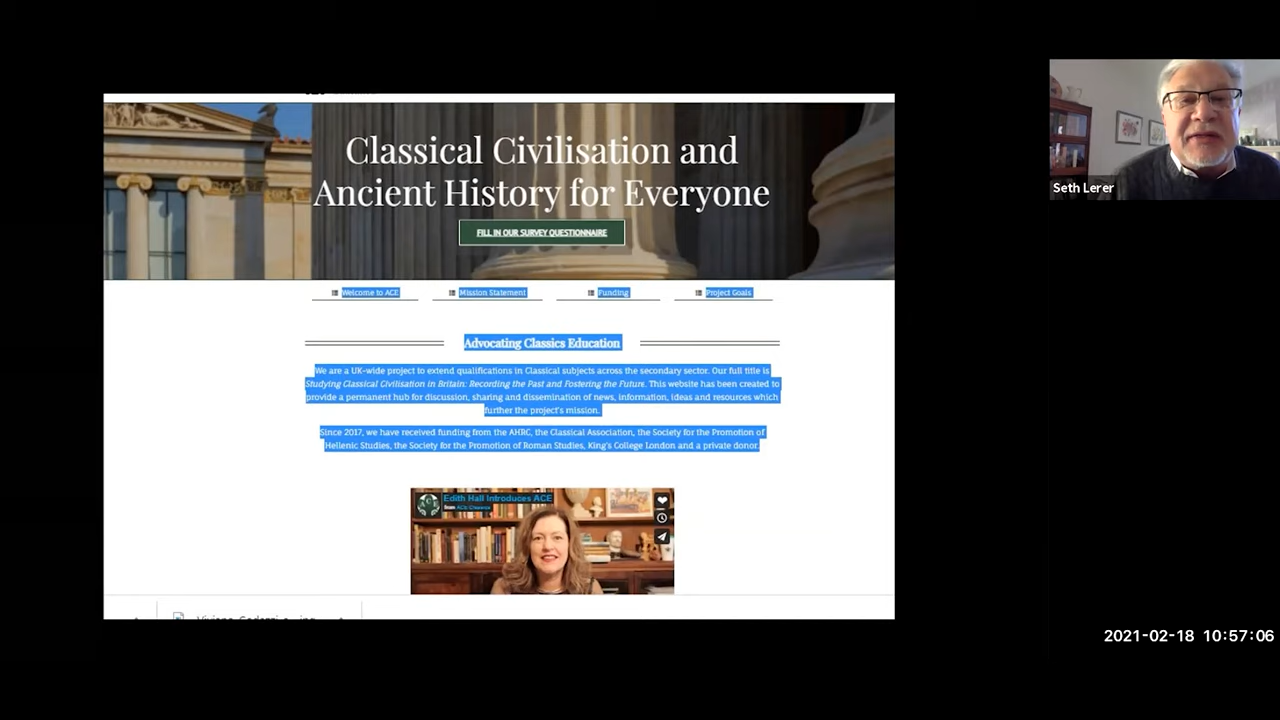 Classical Civilisation and
Ancient History for Everyone
FILL IN OUR SURVEY QUESTIONNAIRE
Welcome to ACE
Mission Statement
Funding
Project Goals
Advocating Classics Education
We are a UK-wide project to extend qualifications in Classical subjects across the secondary sector. Our full title is
Studying Classical Civilisation in Britain: Recording the Past and Fostering the Future. This website has been created to
provide a permanent hub for discussion, sharing and dissemination of news, information, ideas and resources which
further the project's mission.
Since 2017, we have received funding from the AHRC, the Classical Association, the Society for the Promotion of
Hellenic Studies, the Society for the Promotion of Roman Studies, King's College London and a private donor.
Edith Hall Introduces ACE
from ACE Classics
Seth Lerer
2021-02-18 10:57:06